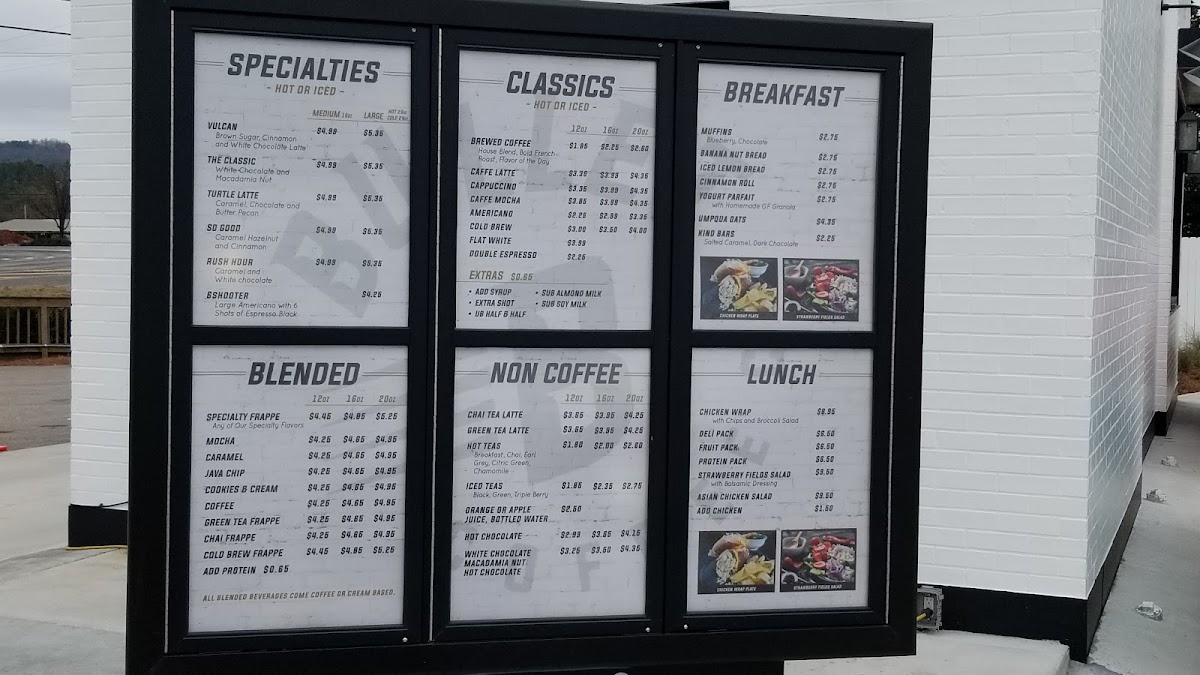 SPECIALTIES
- HOT OR ICED -
MEDIUM 16oz LARGE HOT 20oz COLD 24oz
VULCAN $4.99 $5.35
Brown Sugar, Cinnamon
and White Chocolate Latte
THE CLASSIC $4.99 $5.35
White Chocolate and
Macadamia Nut
TURTLE LATTE $4.99 $5.35
Caramel, Chocolate and
Butter Pecan
SO GOOD $4.99 $5.35
Caramel Hazelnut
and Cinnamon
RUSH HOUR $4.99 $5.35
Caramel and
White chocolate
6SHOOTER $4.25
Large Americano with 6
Shots of Espresso Black
CLASSICS
- HOT OR ICED -
12oz 16oz 20oz
BREWED COFFEE $1.95 $2.25 $2.60
House Blend, Bold French
Roast, Flavor of the Day
CAFFE LATTE $3.35 $3.99 $4.35
CAPPUCCINO $3.35 $3.99 $4.35
CAFFE MOCHA $3.65 $3.99 $4.35
AMERICANO $2.25 $2.99 $3.35
COLD BREW $3.00 $3.50 $4.00
FLAT WHITE $3.99
DOUBLE ESPRESSO $2.25
EXTRAS $0.65
• ADD SYRUP • SUB ALMOND MILK
• EXTRA SHOT • SUB SOY MILK
• UB HALF & HALF
BREAKFAST
MUFFINS $2.75
Blueberry, Chocolate
BANANA NUT BREAD $2.75
ICED LEMON BREAD $2.75
CINNAMON ROLL $2.75
YOGURT PARFAIT $2.75
with Homemade GF Granola
UMPQUA OATS $4.35
KIND BARS $2.25
Salted Caramel, Dark Chocolate
CHICKEN WRAP PLATE STRAWBERRY FIELDS SALAD
BLENDED
12oz 16oz 20oz
SPECIALTY FRAPPE $4.45 $4.85 $5.25
Any of Our Specialty Flavors
MOCHA $4.25 $4.65 $4.95
CARAMEL $4.25 $4.65 $4.95
JAVA CHIP $4.25 $4.65 $4.95
COOKIES & CREAM $4.25 $4.65 $4.95
COFFEE $4.25 $4.65 $4.95
GREEN TEA FRAPPE $4.25 $4.65 $4.95
CHAI FRAPPE $4.25 $4.65 $4.95
COLD BREW FRAPPE $4.45 $4.85 $5.25
ADD PROTEIN $0.65
ALL BLENDED BEVERAGES COME COFFEE OR CREAM BASED.
NON COFFEE
12oz 16oz 20oz
CHAI TEA LATTE $3.65 $3.95 $4.25
GREEN TEA LATTE $3.65 $3.95 $4.25
HOT TEAS $1.80 $2.00 $2.60
Breakfast, Chai, Earl
Grey, Citric Green,
Chamomile
ICED TEAS $1.85 $2.35 $2.75
Black, Green, Triple Berry
ORANGE OR APPLE $2.50
JUICE, BOTTLED WATER
HOT CHOCOLATE $2.99 $3.65 $4.15
WHITE CHOCOLATE $3.25 $3.50 $4.35
MACADAMIA NUT
HOT CHOCOLATE
LUNCH
CHICKEN WRAP $8.95
with Chips and Broccoli Salad
DELI PACK $6.50
FRUIT PACK $6.50
PROTEIN PACK $6.50
STRAWBERRY FIELDS SALAD $9.50
with Balsamic Dressing
ASIAN CHICKEN SALAD $9.50
ADD CHICKEN $1.50
CHICKEN WRAP PLATE STRAWBERRY FIELDS SALAD